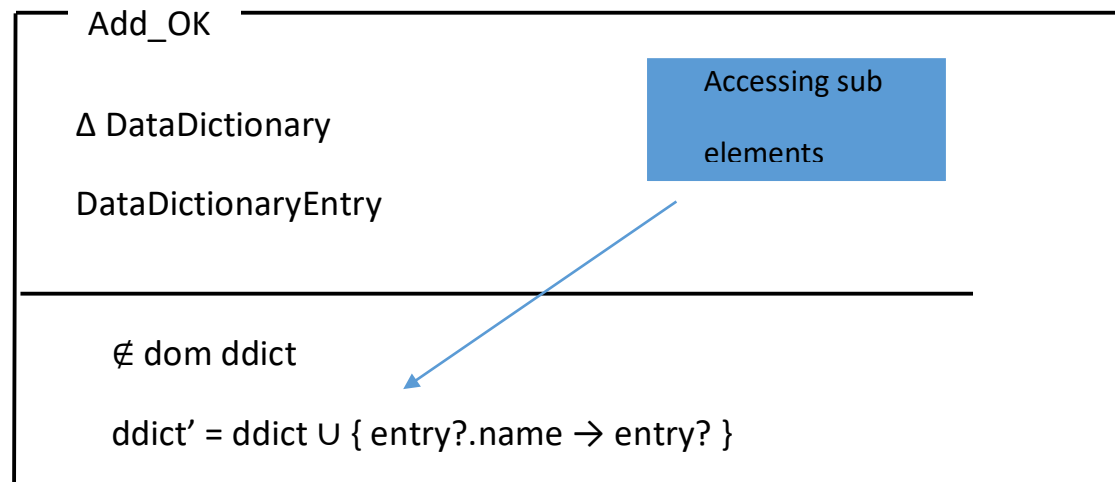 Add_OK
Accessing sub
elements
Δ DataDictionary
DataDictionaryEntry
∉ dom ddict
ddict’ = ddict ∪ { entry?.name → entry? }